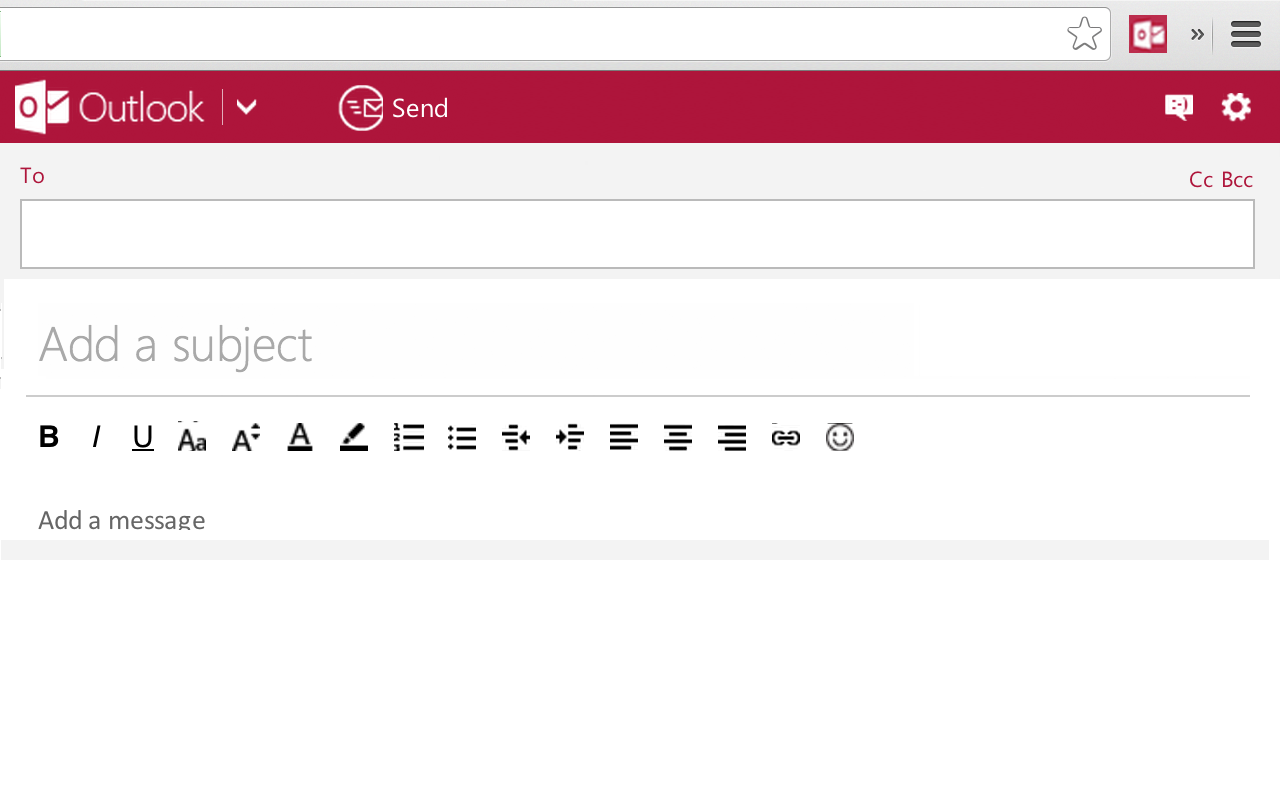 Outlook Send
To
Cc Bcc
Add a subject
B I U Aa A A
Add a message